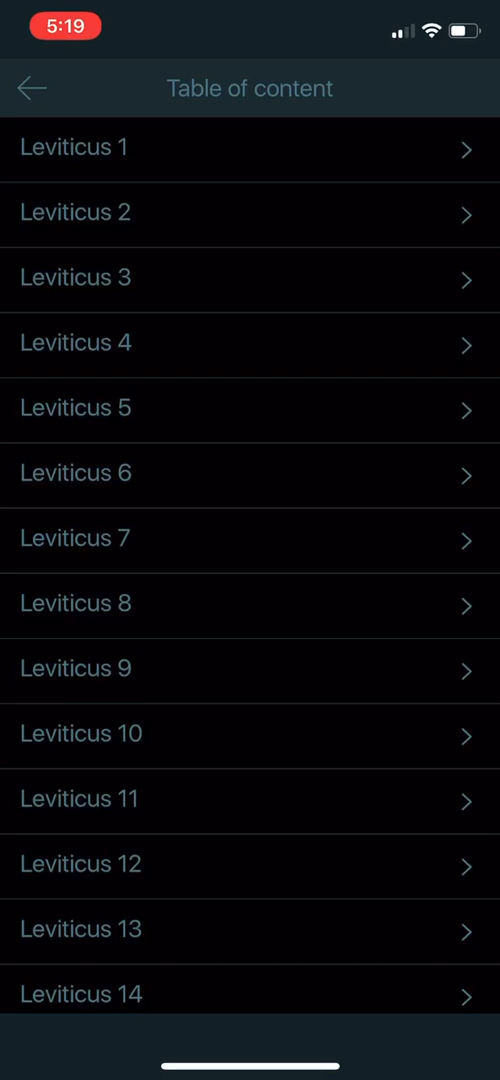 5:19
Table of content
Leviticus 1
Leviticus 2
Leviticus 3
Leviticus 4
Leviticus 5
Leviticus 6
Leviticus 7
Leviticus 8
Leviticus 9
Leviticus 10
Leviticus 11
Leviticus 12
Leviticus 13
Leviticus 14